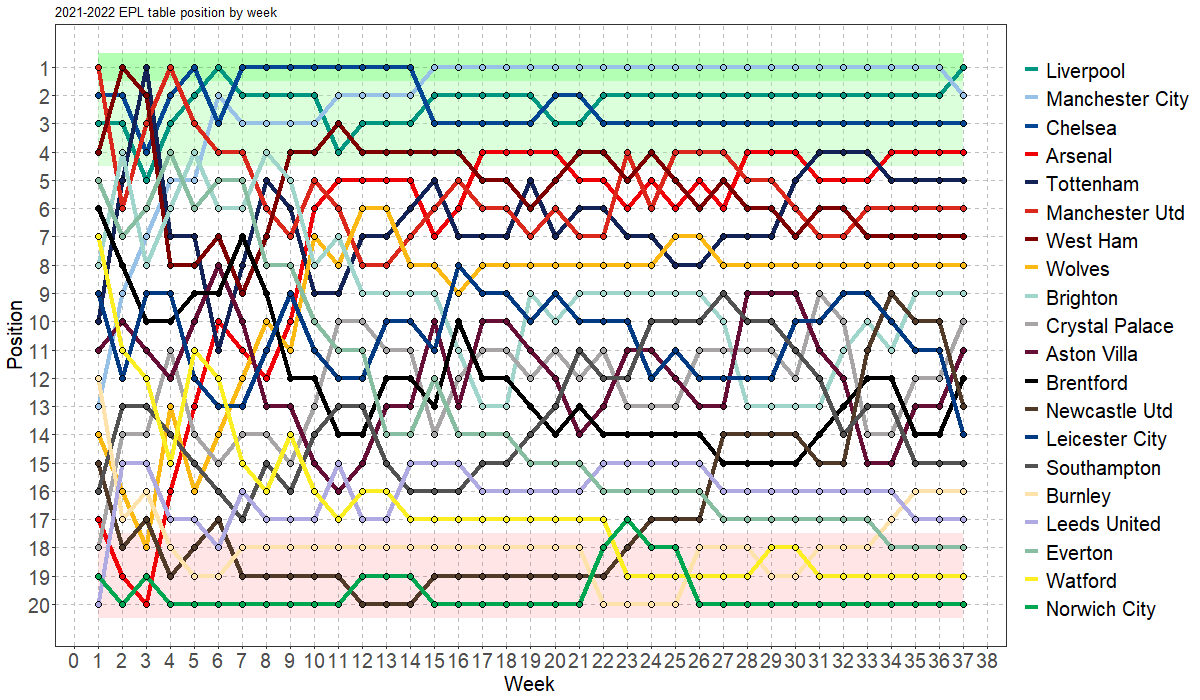 2021-2022 EPL table position by week
Position
1
2
3
4
5
6
7
8
9
10
11
12
13
14
15
16
17
18
19
20
0 1 2 3 4 5 6 7 8 9 10 11 12 13 14 15 16 17 18 19 20 21 22 23 24 25 26 27 28 29 30 31 32 33 34 35 36 37 38
Week
Liverpool
Manchester City
Chelsea
Arsenal
Tottenham
Manchester Utd
West Ham
Wolves
Brighton
Crystal Palace
Aston Villa
Brentford
Newcastle Utd
Leicester City
Southampton
Burnley
Leeds United
Everton
Watford
Norwich City